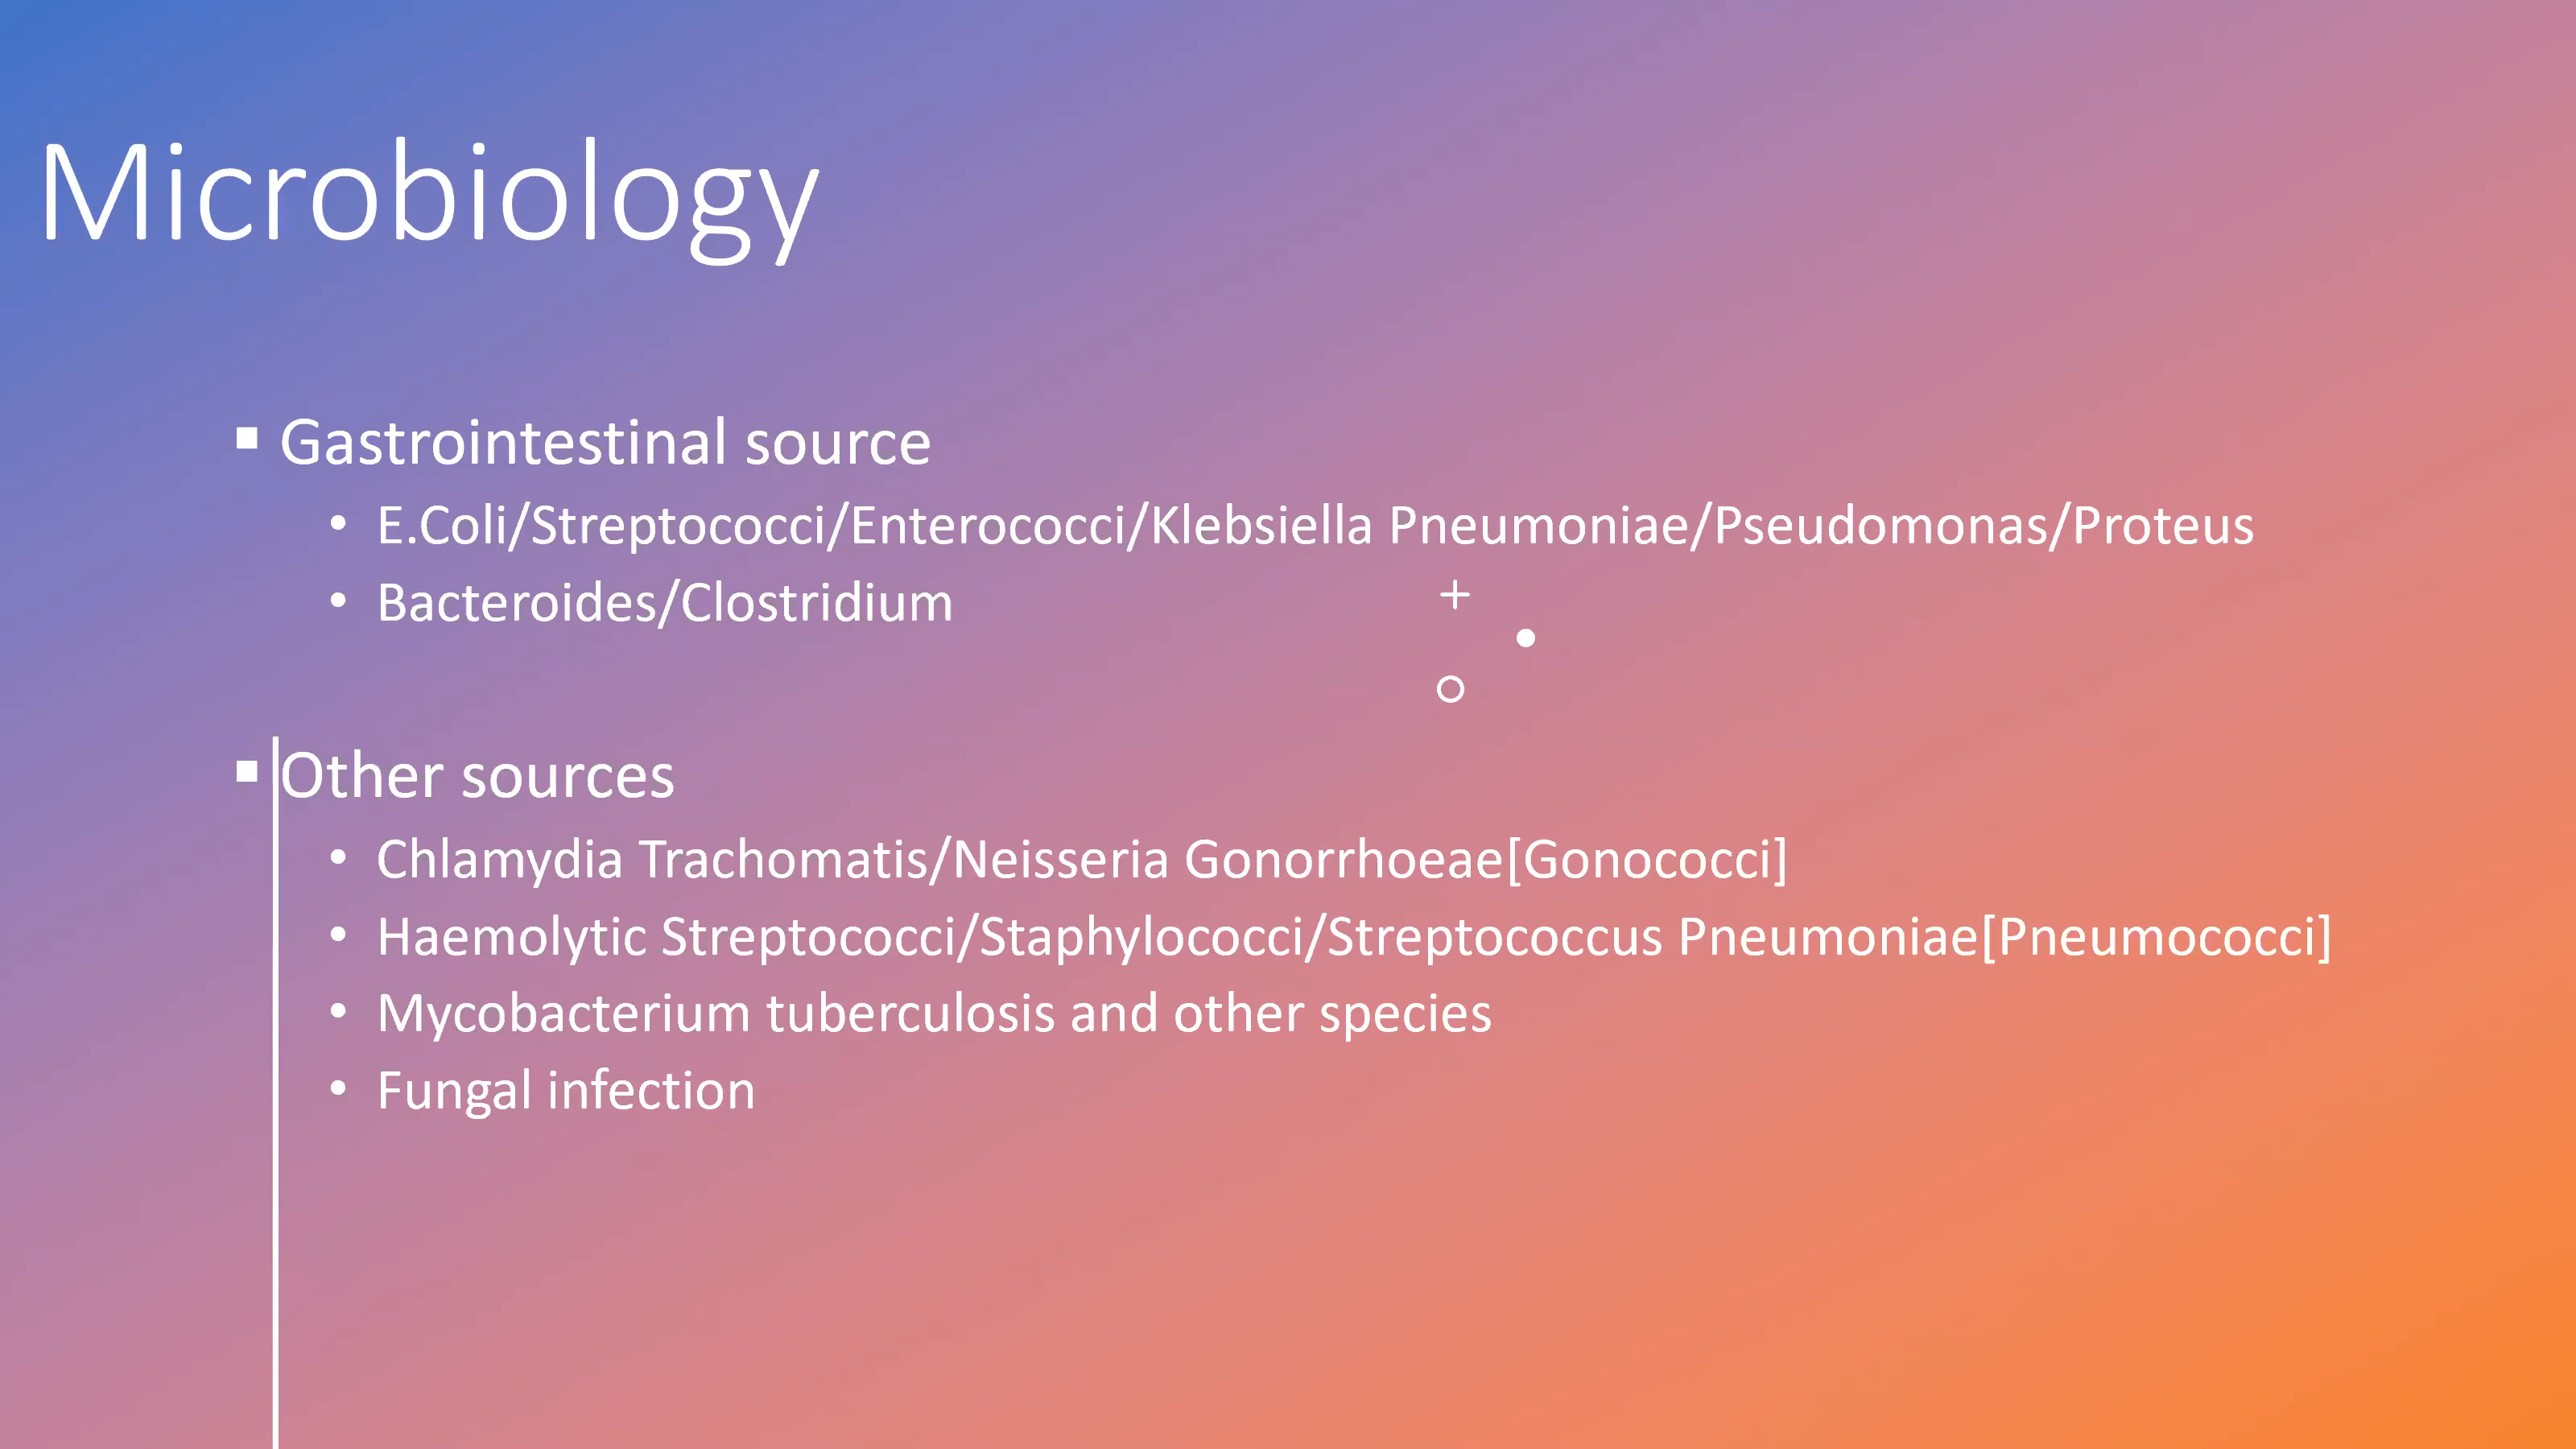 Microbiology
▪ Gastrointestinal source
• E.Coli/Streptococci/Enterococci/Klebsiella Pneumoniae/Pseudomonas/Proteus
• Bacteroides/Clostridium
▪ Other sources
• Chlamydia Trachomatis/Neisseria Gonorrhoeae[Gonococci]
• Haemolytic Streptococci/Staphylococci/Streptococcus Pneumoniae[Pneumococci]
• Mycobacterium tuberculosis and other species
• Fungal infection